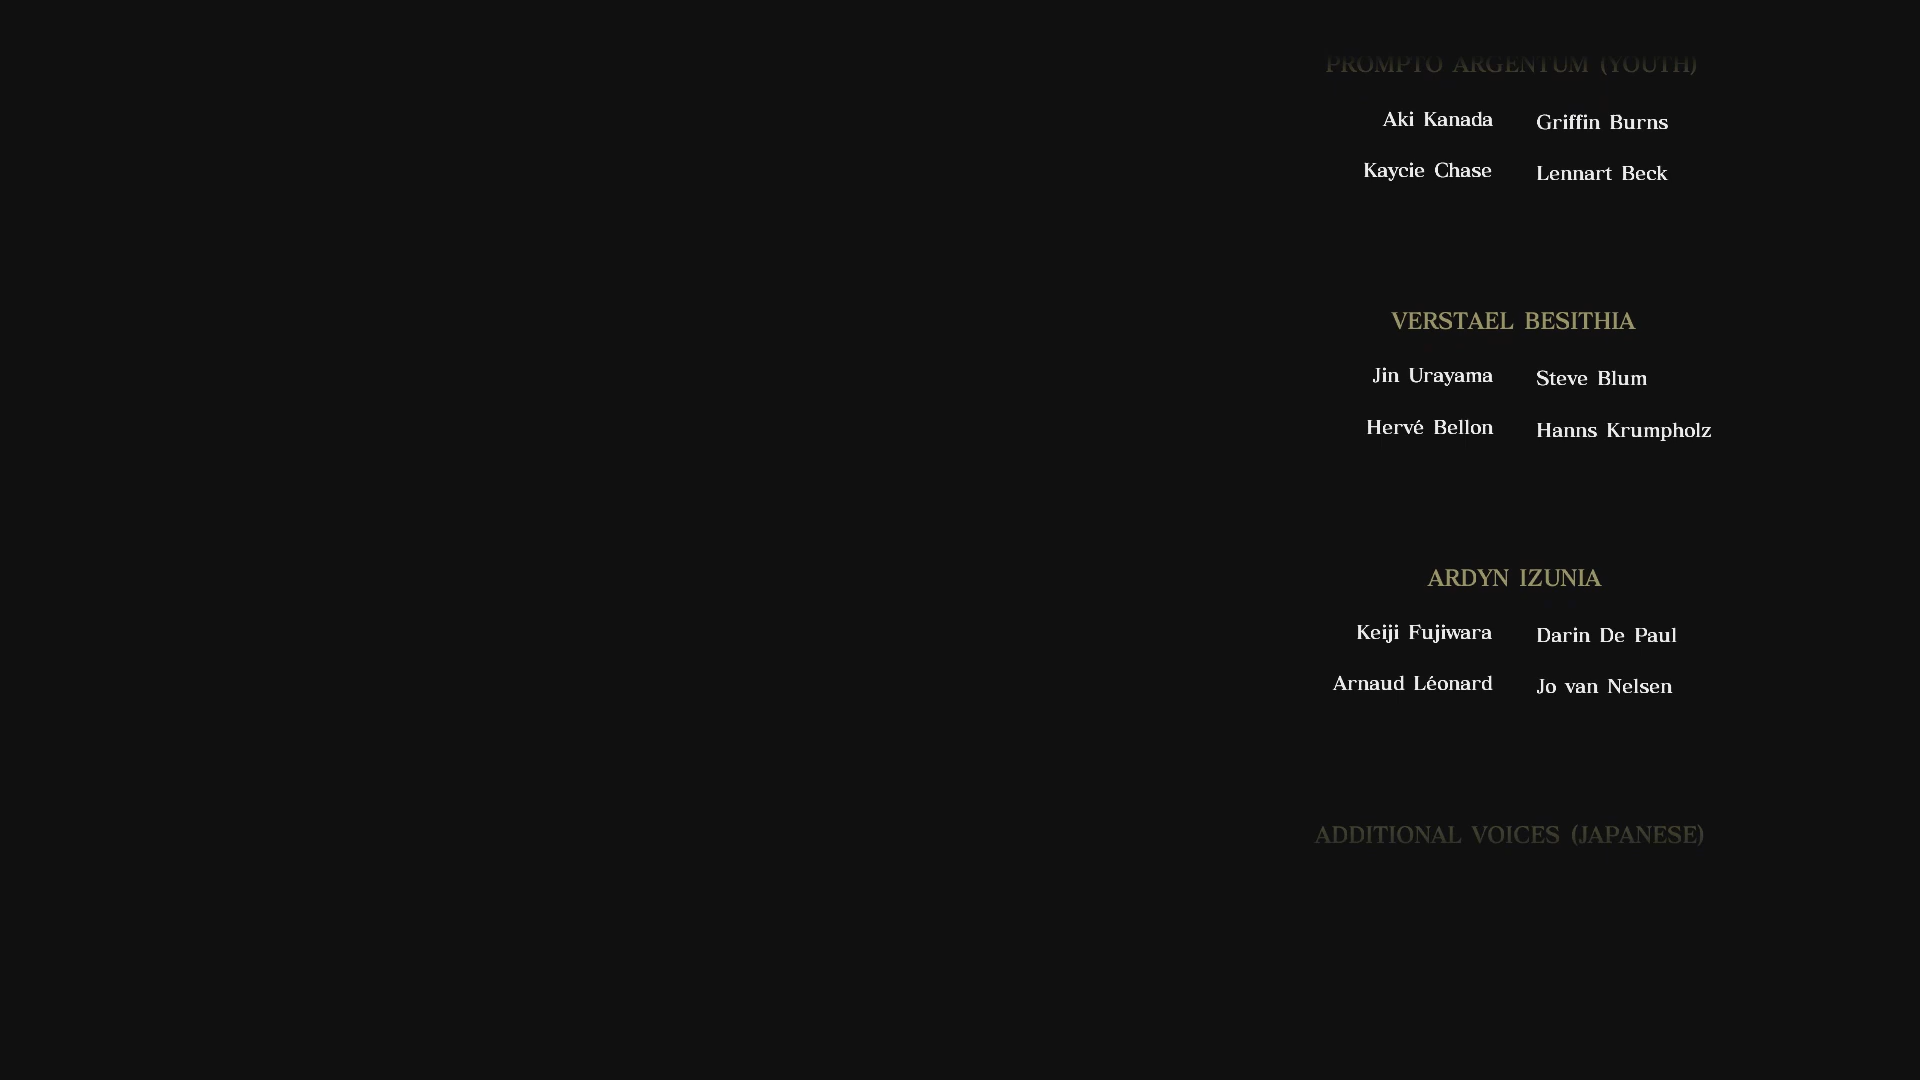 PROMPTO ARGENTUM (YOUTH)
Aki Kanada Griffin Burns
Kaycie Chase Lennart Beck
VERSTAEL BESITHIA
Jin Urayama Steve Blum
Hervé Bellon Hanns Krumpholz
ARDYN IZUNIA
Keiji Fujiwara Darin De Paul
Arnaud Léonard Jo van Nelsen
ADDITIONAL VOICES (JAPANESE)